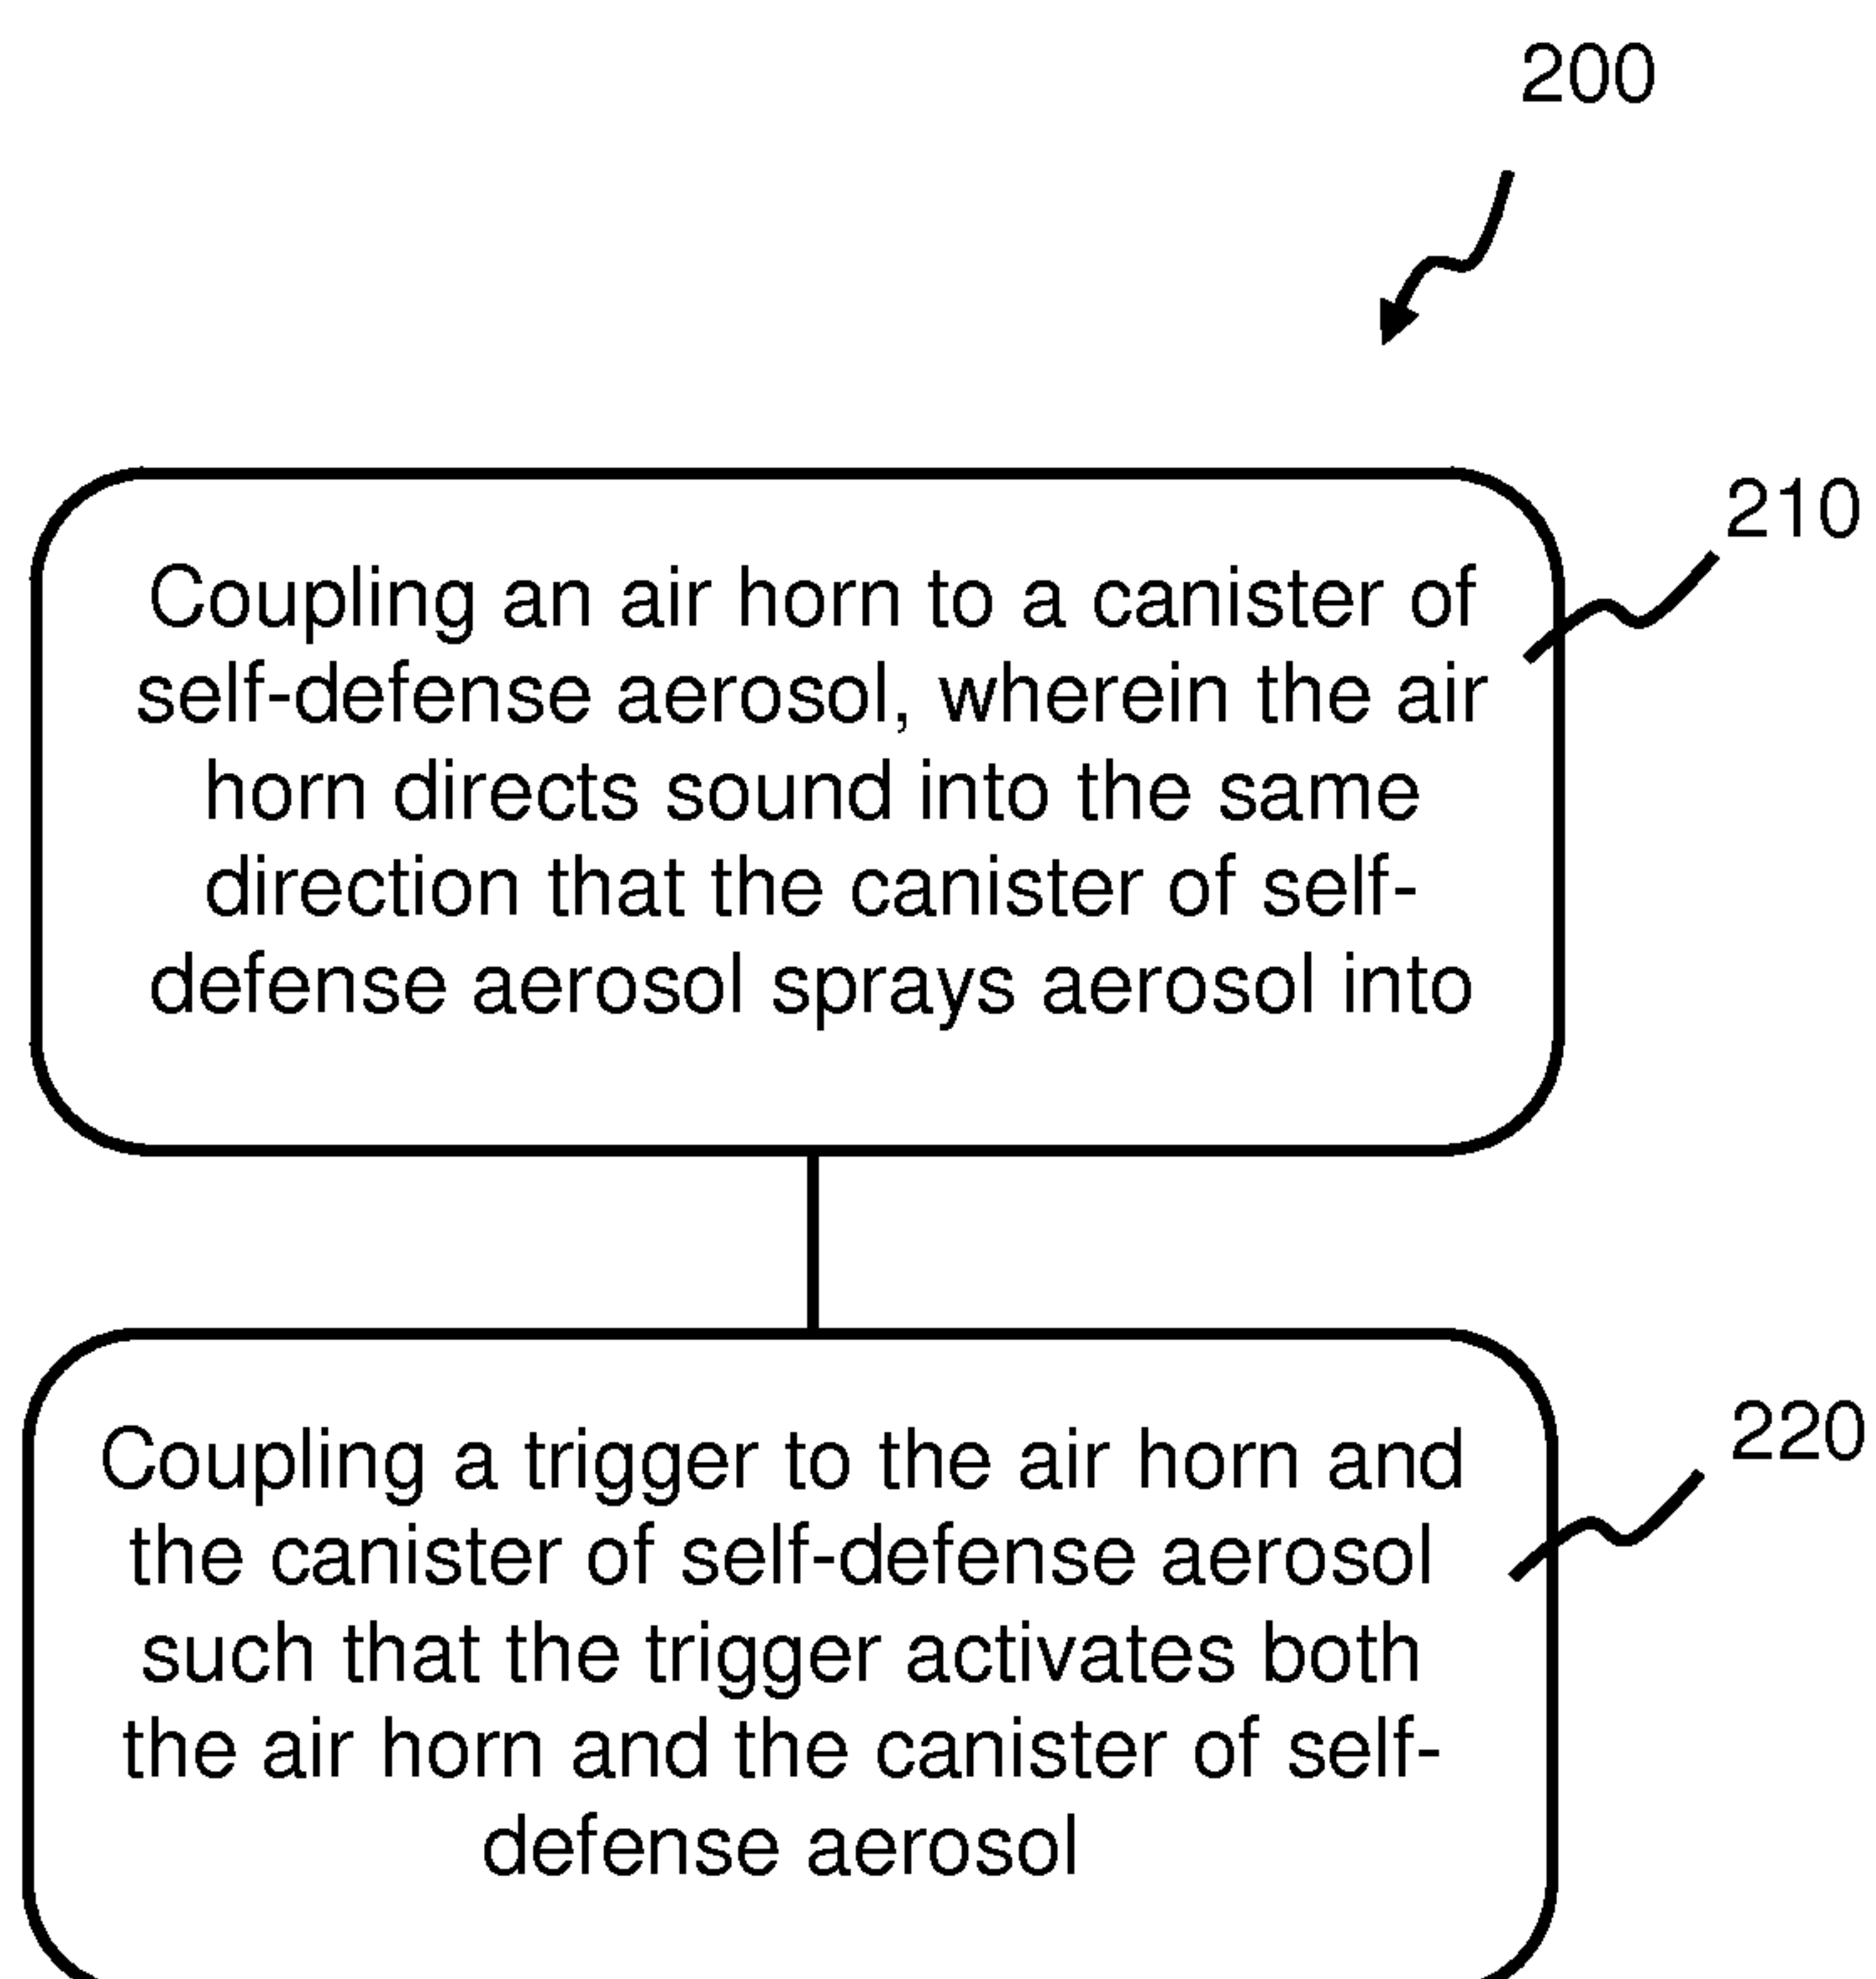 200
210
Coupling an air horn to a canister of
self-defense aerosol, wherein the air
horn directs sound into the same
direction that the canister of self-
defense aerosol sprays aerosol into
220
Coupling a trigger to the air horn and
the canister of self-defense aerosol
such that the trigger activates both
the air horn and the canister of self-
defense aerosol